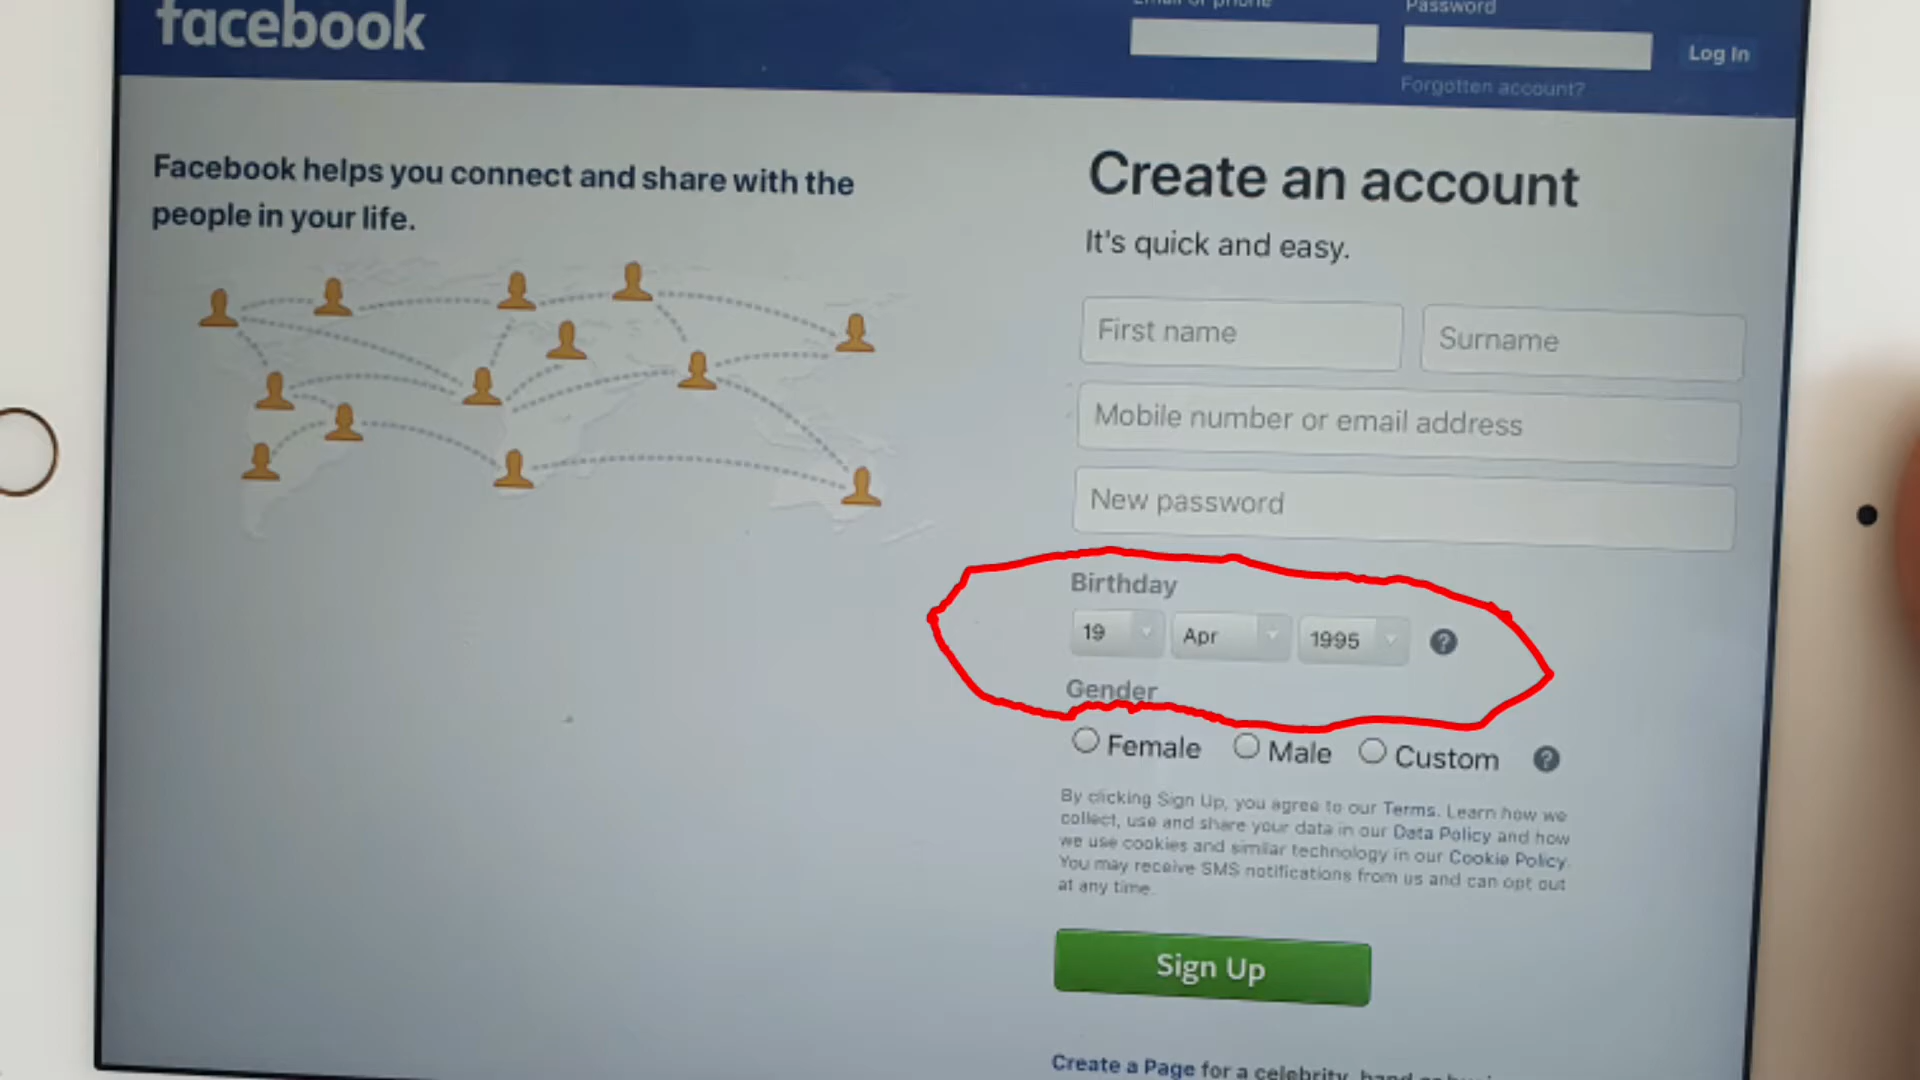 facebook
Email or phone
Password
Log In
Forgotten account?
Facebook helps you connect and share with the
people in your life.
Create an account
It's quick and easy.
First name
Surname
Mobile number or email address
New password
Birthday
19
Apr
1995
?
Gender
Female
Male
Custom
?
By clicking Sign Up, you agree to our Terms. Learn how we
collect, use and share your data in our Data Policy and how
we use cookies and similar technology in our Cookie Policy.
You may receive SMS notifications from us and can opt out
at any time.
Sign Up
Create a Page for a celebrity, band or